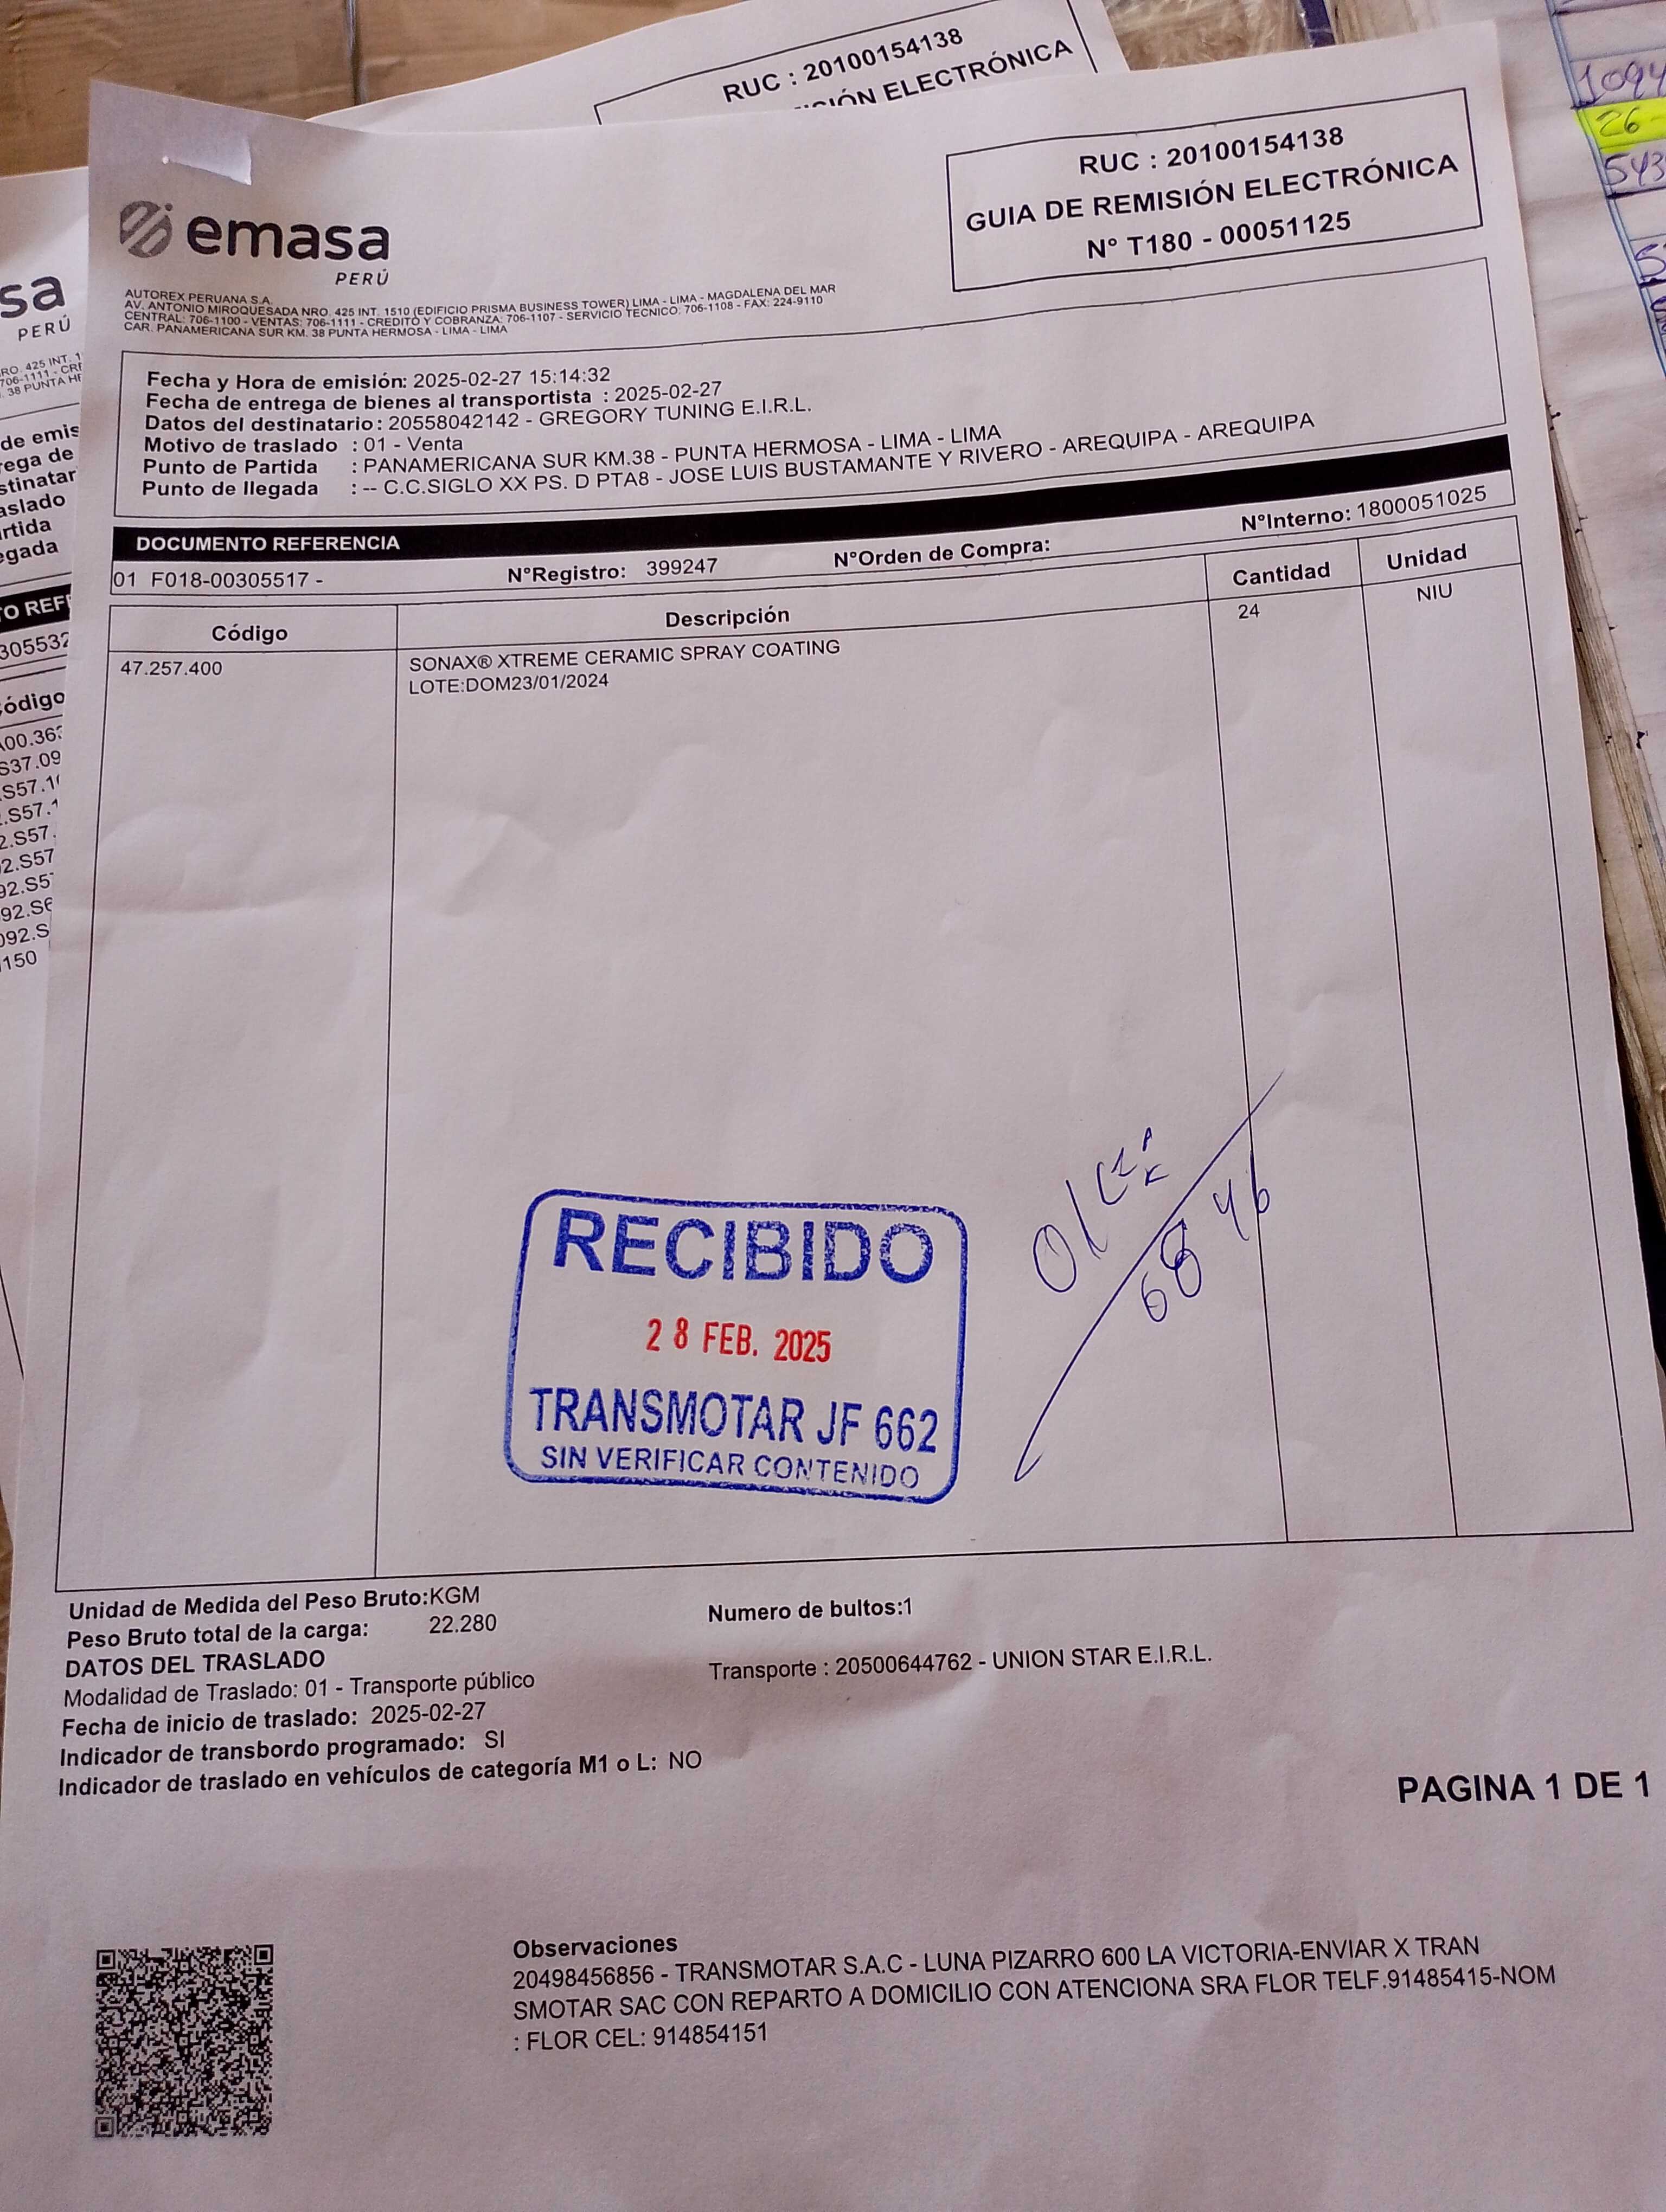 RUC : 20100154138
ELECTRÓNICA
emasa
PERÚ
RUC : 20100154138
GUIA DE REMISIÓN ELECTRÓNICA
N° T180 - 00051125
AUTOREX PERUANA S.A.
AV. ANTONIO MIROQUESADA NRO. 425 INT. 1510 (EDIFICIO PRISMA BUSINESS TOWER) LIMA - LIMA - MAGDALENA DEL MAR
CENTRAL: 706-1100 - VENTAS: 706-1111 - CREDITO Y COBRANZA: 706-1107 - SERVICIO TECNICO: 706-1108 - FAX: 224-9110
CAR. PANAMERICANA SUR KM. 38 PUNTA HERMOSA - LIMA - LIMA
Fecha y Hora de emisión: 2025-02-27 15:14:32
Fecha de entrega de bienes al transportista : 2025-02-27
Datos del destinatario : 20558042142 - GREGORY TUNING E.I.R.L.
Motivo de traslado : 01 - Venta
Punto de Partida : PANAMERICANA SUR KM.38 - PUNTA HERMOSA - LIMA - LIMA
Punto de llegada : -- C.C.SIGLO XX PS. D PTA8 - JOSE LUIS BUSTAMANTE Y RIVERO - AREQUIPA - AREQUIPA
DOCUMENTO REFERENCIA
01 F018-00305517 - N°Registro: 399247 N°Orden de Compra: N°Interno: 1800051025
Código Descripción Cantidad Unidad
47.257.400 SONAX® XTREME CERAMIC SPRAY COATING 24 NIU
LOTE:DOM23/01/2024
RECIBIDO
28 FEB. 2025
TRANSMOTAR JF 662
SIN VERIFICAR CONTENIDO
68 46
Unidad de Medida del Peso Bruto:KGM
Peso Bruto total de la carga: 22.280 Numero de bultos:1
DATOS DEL TRASLADO
Modalidad de Traslado: 01 - Transporte público Transporte : 20500644762 - UNION STAR E.I.R.L.
Fecha de inicio de traslado: 2025-02-27
Indicador de transbordo programado: SI
Indicador de traslado en vehículos de categoría M1 o L: NO
PAGINA 1 DE 1
Observaciones
20498456856 - TRANSMOTAR S.A.C - LUNA PIZARRO 600 LA VICTORIA-ENVIAR X TRAN
SMOTAR SAC CON REPARTO A DOMICILIO CON ATENCIONA SRA FLOR TELF.91485415-NOM
: FLOR CEL: 914854151